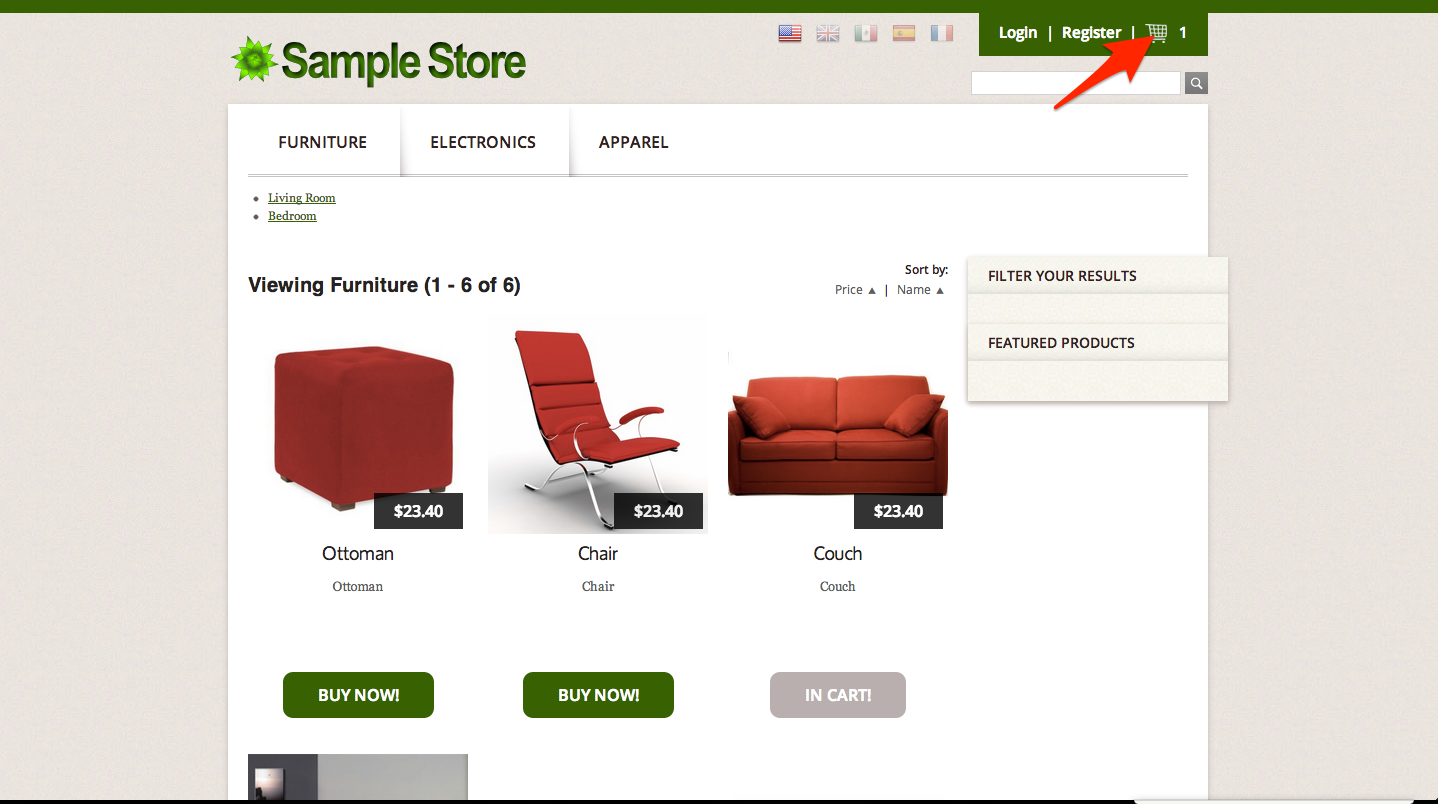 Login | Register | 1
Sample Store
FURNITURE ELECTRONICS APPAREL
Living Room
Bedroom
Viewing Furniture (1 - 6 of 6)
Sort by:
Price ▲ | Name ▲
FILTER YOUR RESULTS
FEATURED PRODUCTS
$23.40 $23.40 $23.40
Ottoman Chair Couch
Ottoman Chair Couch
BUY NOW! BUY NOW! IN CART!